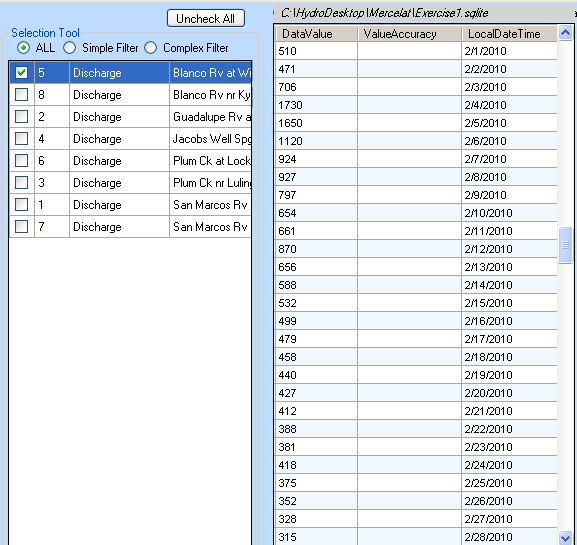 Uncheck All
Selection Tool
ALL Simple Filter Complex Filter
5 Discharge Blanco Rv at Wi
8 Discharge Blanco Rv nr Ky
2 Discharge Guadalupe Rv a
4 Discharge Jacobs Well Spg
6 Discharge Plum Ck at Lock
3 Discharge Plum Ck nr Luling
1 Discharge San Marcos Rv
7 Discharge San Marcos Rv
C:\HydroDesktop\Mercelat\Exercise1.sqlite
DataValue ValueAccuracy LocalDateTime
510 2/1/2010
471 2/2/2010
706 2/3/2010
1730 2/4/2010
1650 2/5/2010
1120 2/6/2010
924 2/7/2010
927 2/8/2010
797 2/9/2010
654 2/10/2010
661 2/11/2010
870 2/12/2010
656 2/13/2010
588 2/14/2010
532 2/15/2010
499 2/16/2010
479 2/17/2010
458 2/18/2010
440 2/19/2010
427 2/20/2010
412 2/21/2010
388 2/22/2010
381 2/23/2010
418 2/24/2010
375 2/25/2010
352 2/26/2010
328 2/27/2010
315 2/28/2010